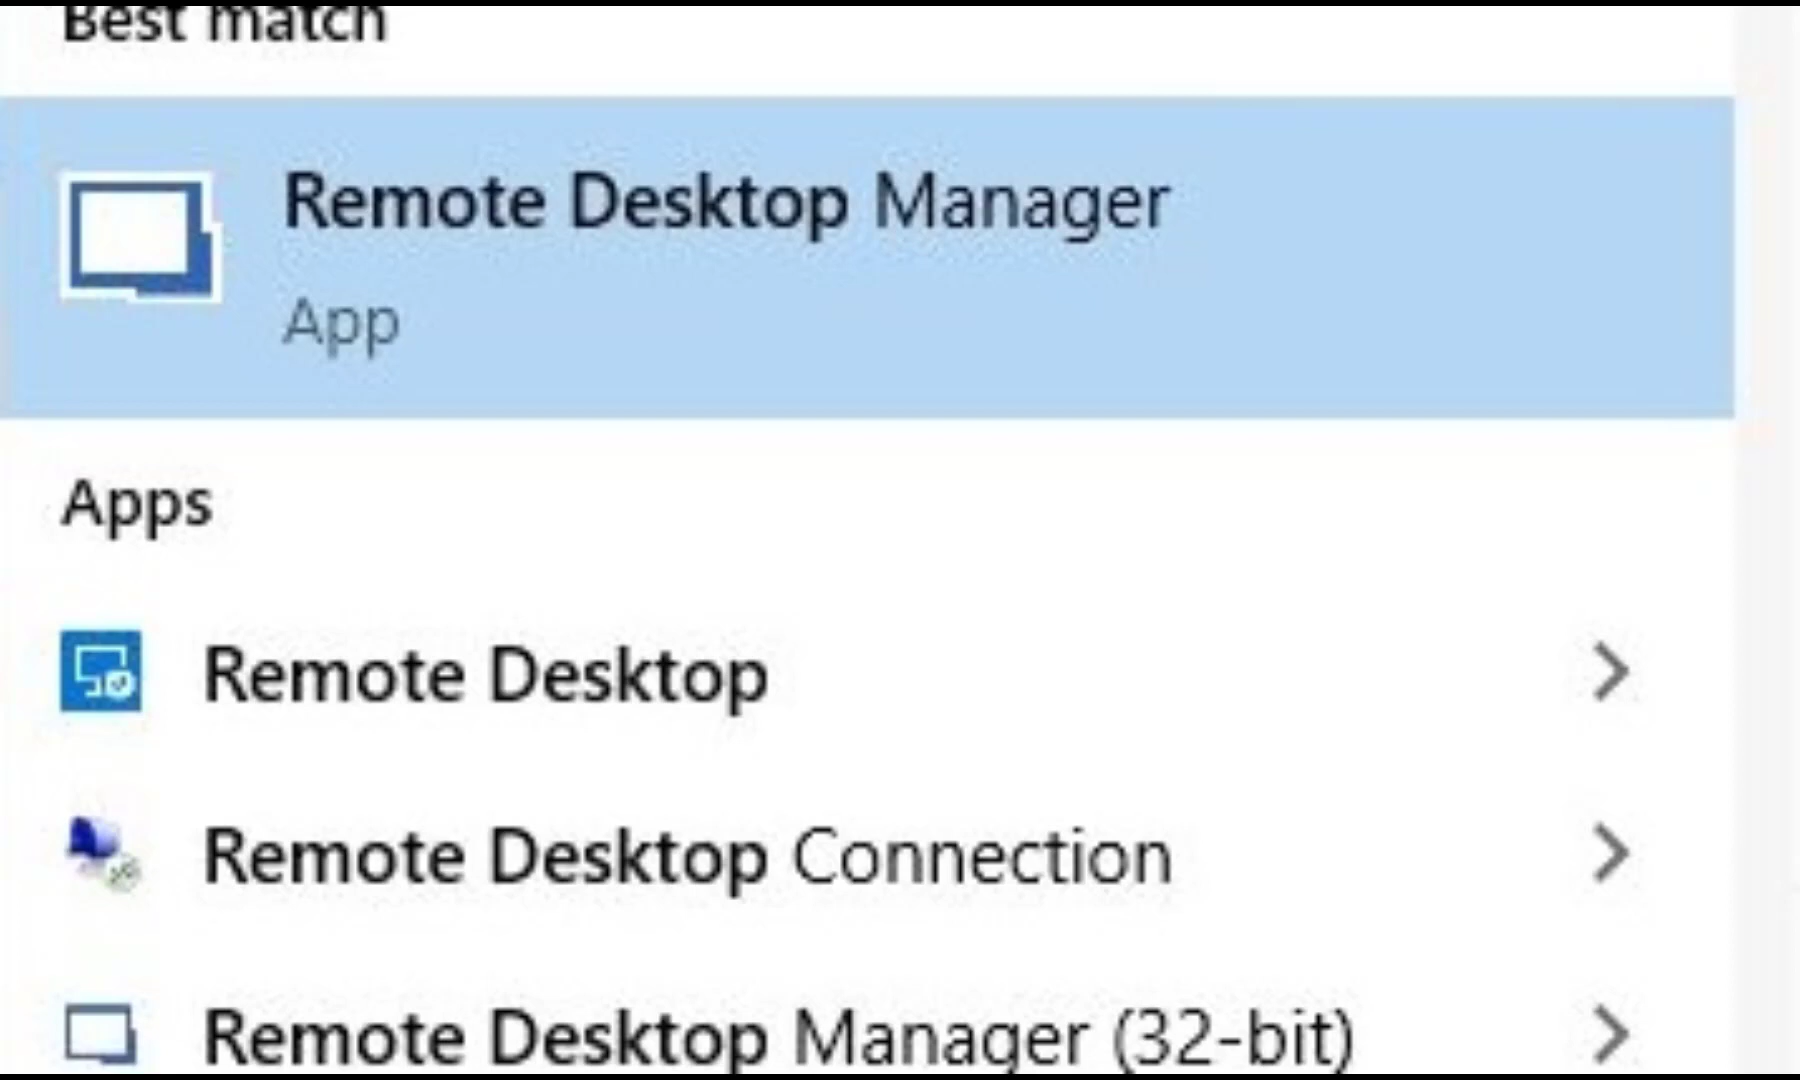 Best match
Remote Desktop Manager
App
Apps
Remote Desktop
Remote Desktop Connection
Remote Desktop Manager (32-bit)